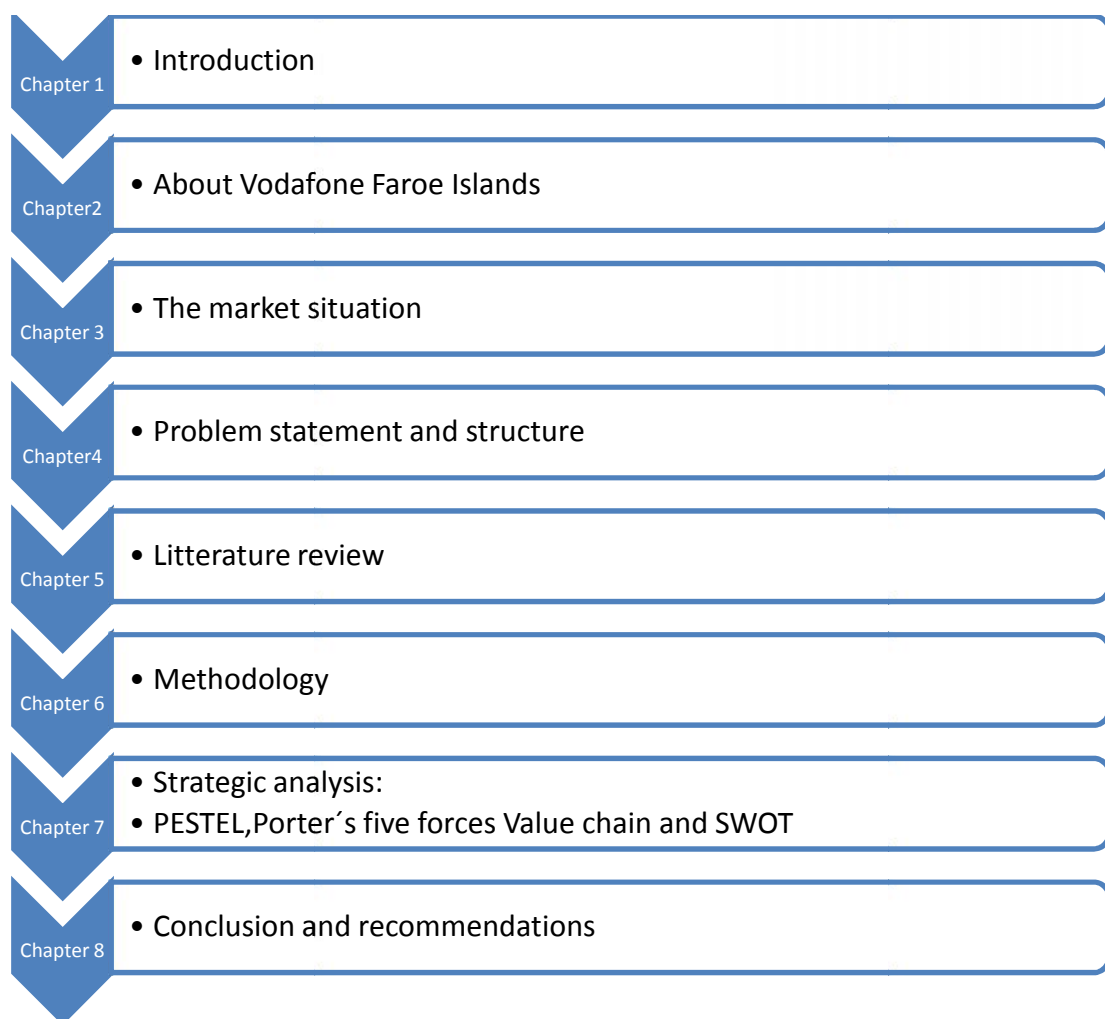 Chapter 1
• Introduction
Chapter2
• About Vodafone Faroe Islands
Chapter 3
• The market situation
Chapter4
• Problem statement and structure
Chapter 5
• Litterature review
Chapter 6
• Methodology
Chapter 7
• Strategic analysis:
• PESTEL,Porter´s five forces Value chain and SWOT
Chapter 8
• Conclusion and recommendations